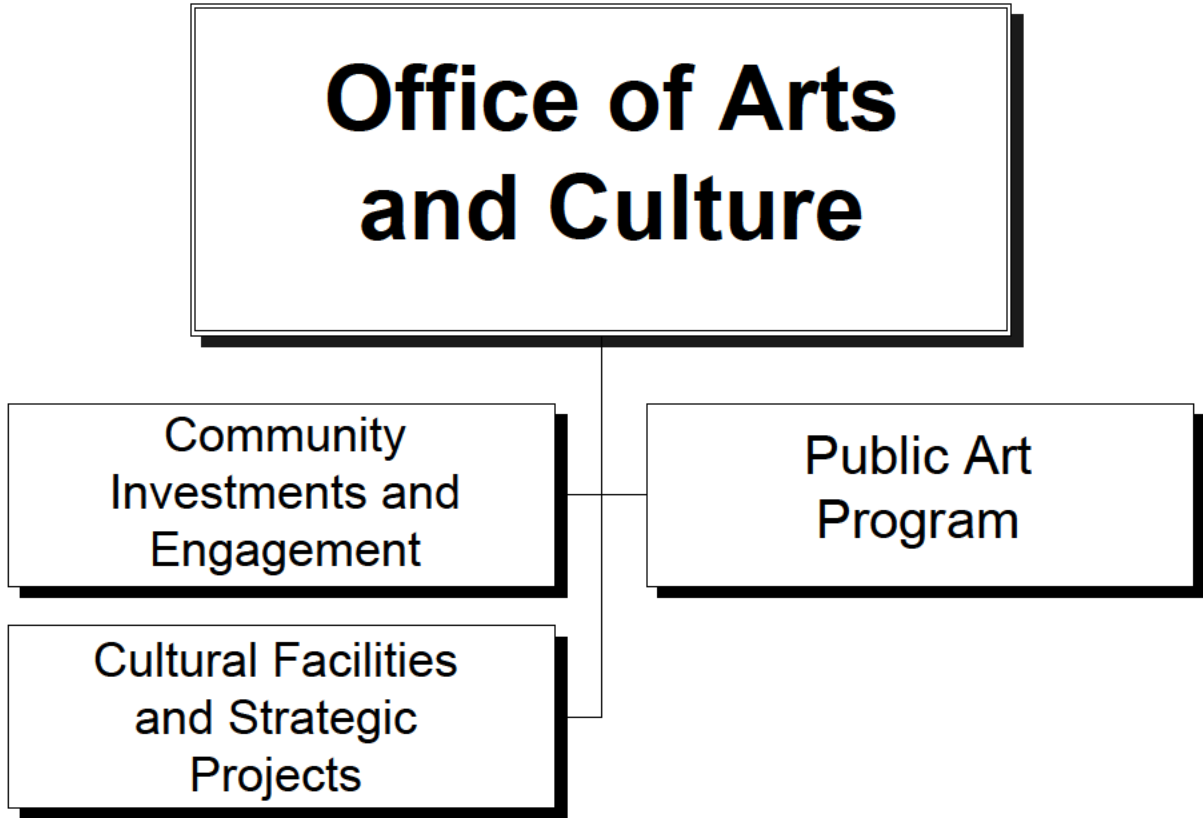 Office of Arts
and Culture
Community
Investments and
Engagement
Public Art
Program
Cultural Facilities
and Strategic
Projects